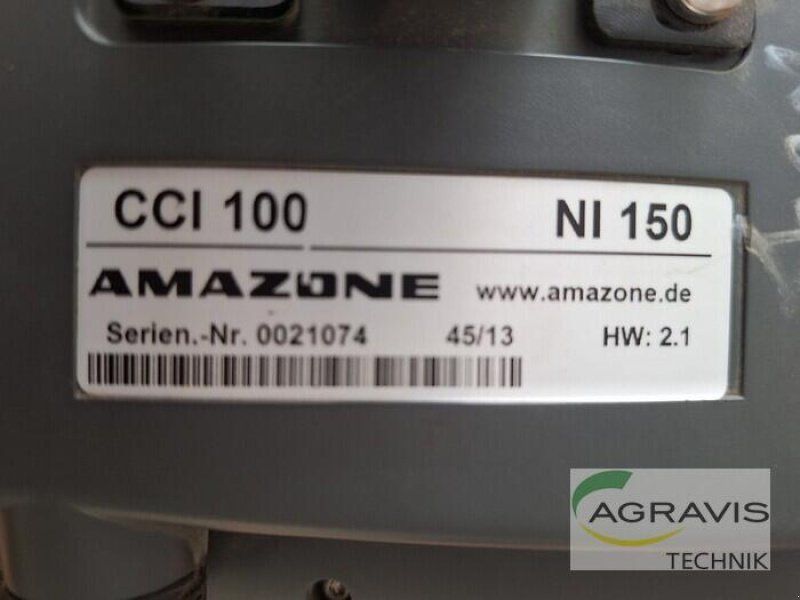 CCI 100 NI 150
AMAZONE www.amazone.de
Serien.-Nr. 0021074 45/13 HW: 2.1
AGRAVIS
TECHNIK